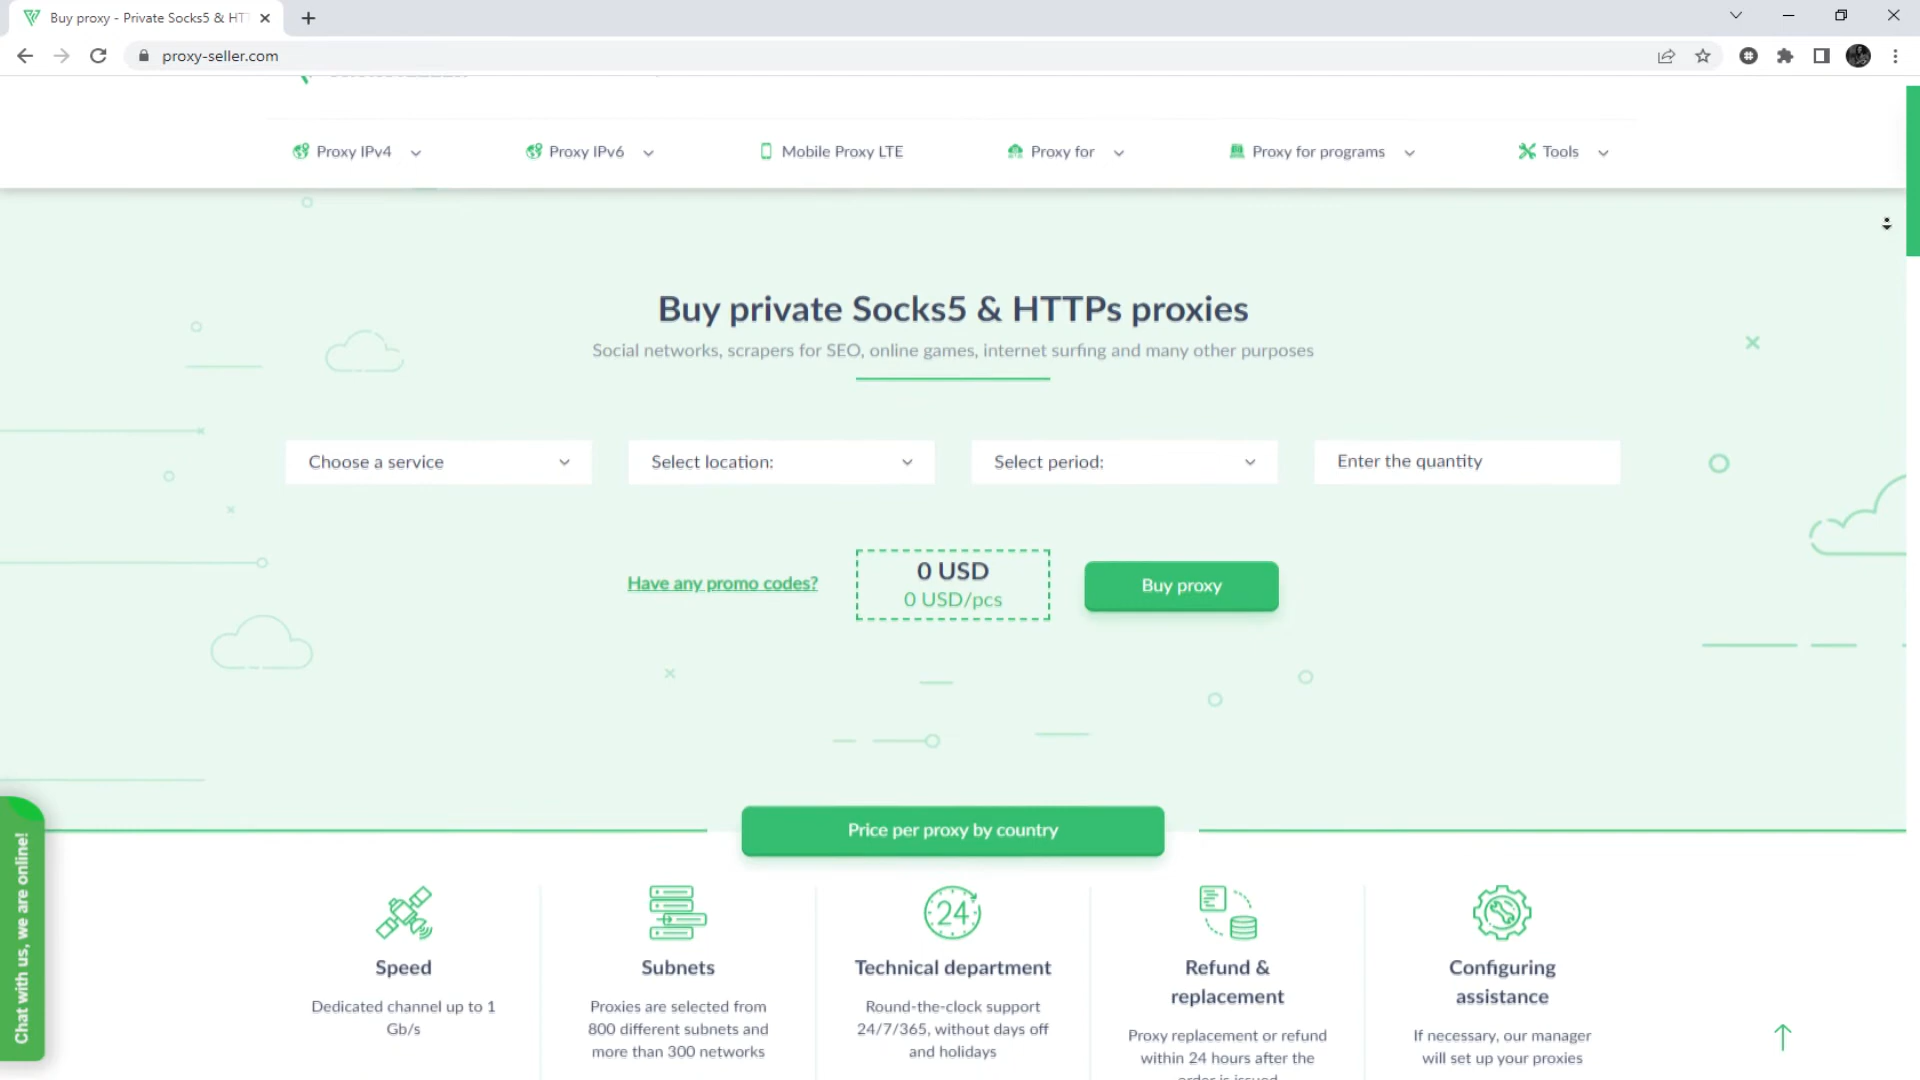 Buy proxy - Private Socks5 & HT
proxy-seller.com
Proxy IPv4
Proxy IPv6
Mobile Proxy LTE
Proxy for
Proxy for programs
Tools
Buy private Socks5 & HTTPs proxies
Social networks, scrapers for SEO, online games, internet surfing and many other purposes
Choose a service
Select location:
Select period:
Enter the quantity
Have any promo codes?
0 USD
0 USD/pcs
Buy proxy
Price per proxy by country
24
Speed
Dedicated channel up to 1
Gb/s
Subnets
Proxies are selected from
800 different subnets and
more than 300 networks
Technical department
Round-the-clock support
24/7/365, without days off
and holidays
Refund &
replacement
Proxy replacement or refund
within 24 hours after the
order is issued
Configuring
assistance
If necessary, our manager
will set up your proxies
Chat with us, we are online!